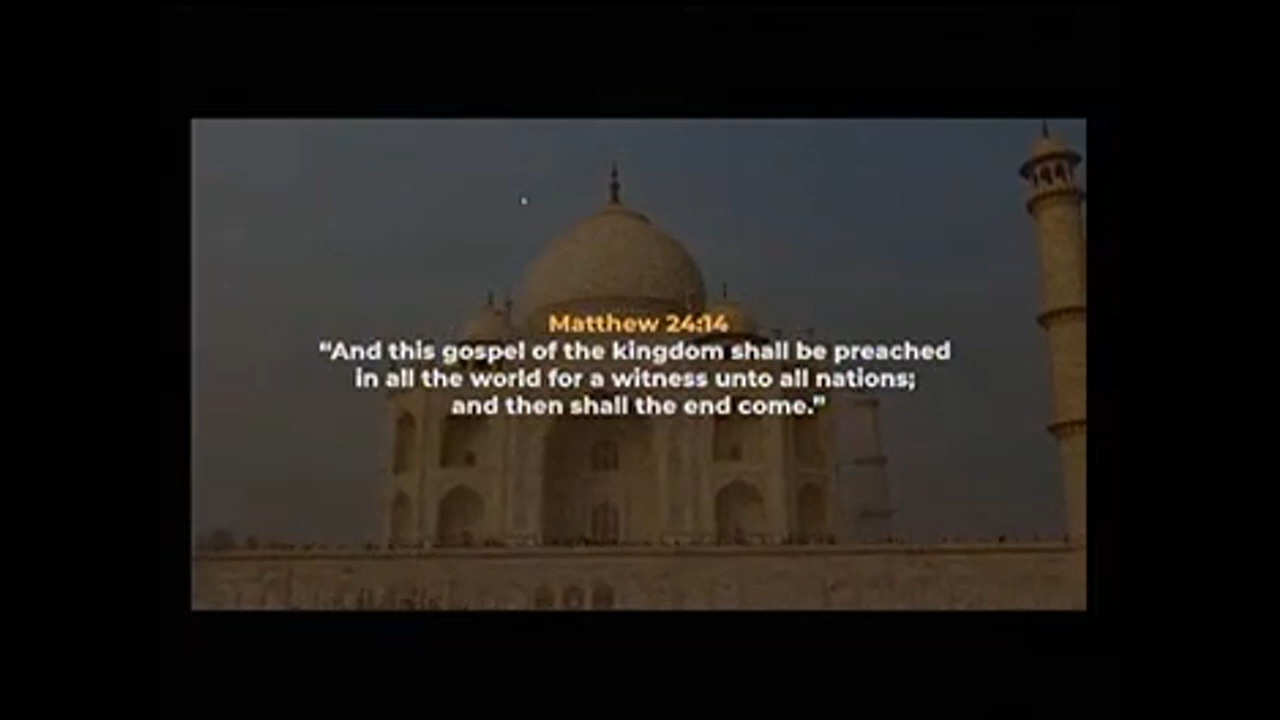 Matthew 24:14
“And this gospel of the kingdom shall be preached
in all the world for a witness unto all nations;
and then shall the end come.”